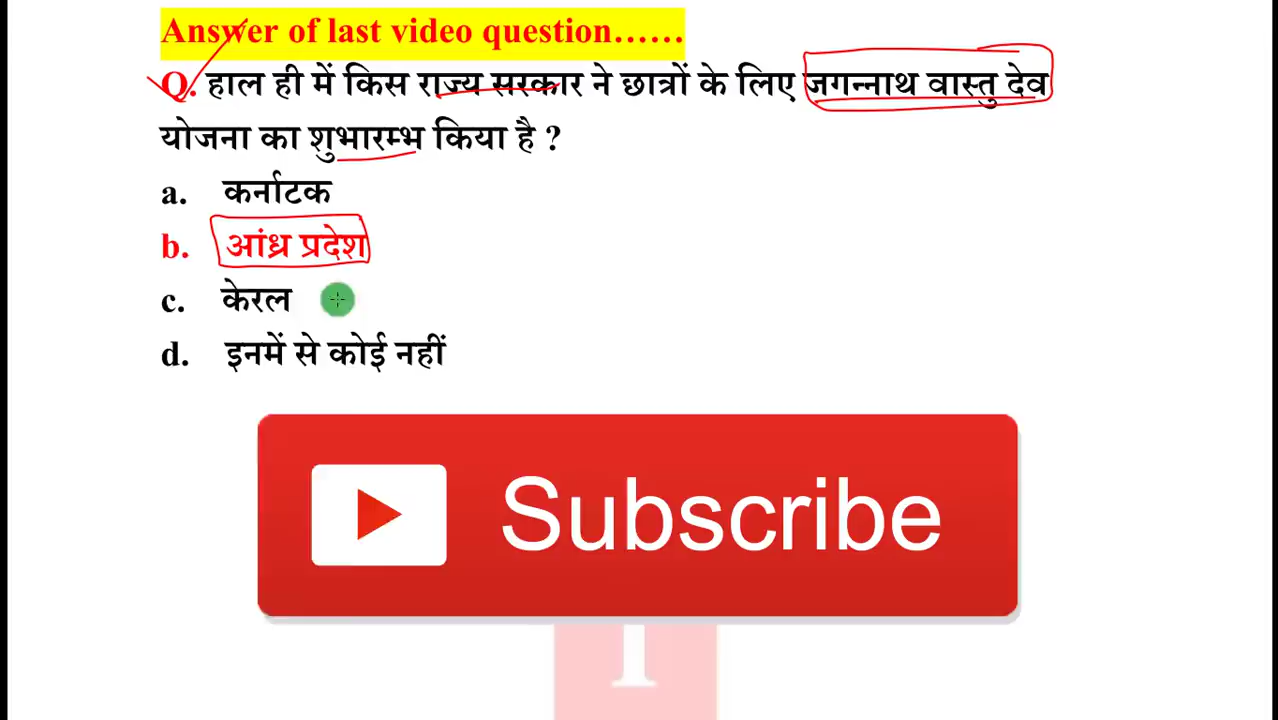 Answer of last video question……
Q. हाल ही में किस राज्य सरकार ने छात्रों के लिए जगन्नाथ वास्तु देव
योजना का शुभारम्भ किया है ?
a. कर्नाटक
b. आंध्र प्रदेश
c. केरल
d. इनमें से कोई नहीं
Subscribe